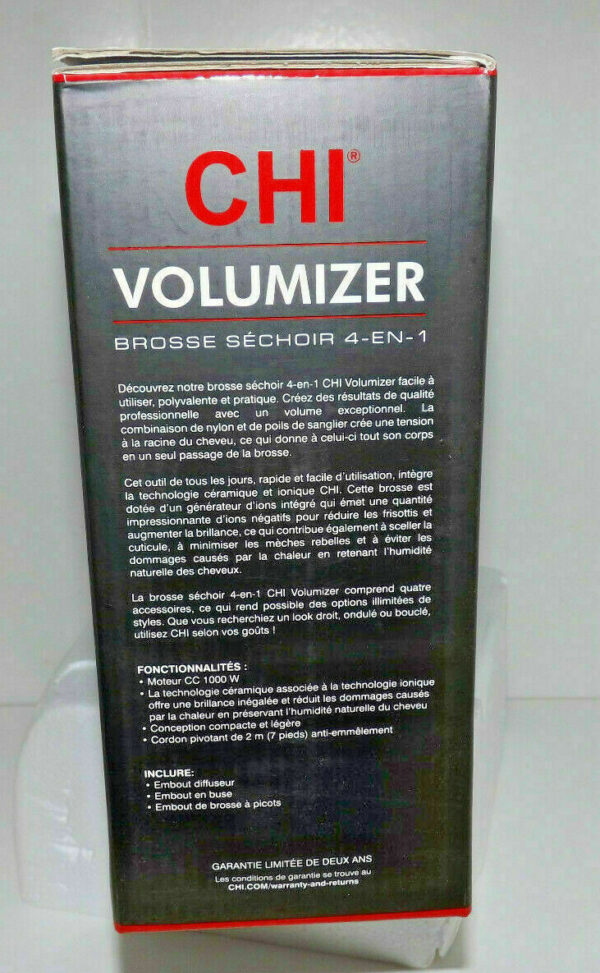 CHI®
VOLUMIZER
BROSSE SÉCHOIR 4-EN-1
Découvrez notre brosse séchoir 4-en-1 CHI Volumizer facile à
utiliser, polyvalente et pratique. Créez des résultats de qualité
professionnelle avec un volume exceptionnel. La
combinaison de nylon et de poils de sanglier crée une tension
à la racine du cheveu, ce qui donne à celui-ci tout son corps
en un seul passage de la brosse.
Cet outil de tous les jours, rapide et facile d'utilisation, intègre
la technologie céramique et ionique CHI. Cette brosse est
dotée d'un générateur d'ions intégré qui émet une quantité
impressionnante d'ions négatifs pour réduire les frisottis et
augmenter la brillance, ce qui contribue également à sceller la
cuticule, à minimiser les mèches rebelles et à éviter les
dommages causés par la chaleur en retenant l'humidité
naturelle des cheveux.
La brosse séchoir 4-en-1 CHI Volumizer comprend quatre
accessoires, ce qui rend possible des options illimitées de
styles. Que vous recherchiez un look droit, ondulé ou bouclé,
utilisez CHI selon vos goûts !
FONCTIONNALITÉS :
• Moteur CC 1000 W
• La technologie céramique associée à la technologie ionique
offre une brillance inégalée et réduit les dommages causés
par la chaleur en préservant l'humidité naturelle du cheveu
• Conception compacte et légère
• Cordon pivotant de 2 m (7 pieds) anti-emmêlement
INCLURE:
• Embout diffuseur
• Embout en buse
• Embout de brosse à picots
GARANTIE LIMITÉE DE DEUX ANS
Les conditions de garantie se trouve au
CHI.COM/warranty-and-returns